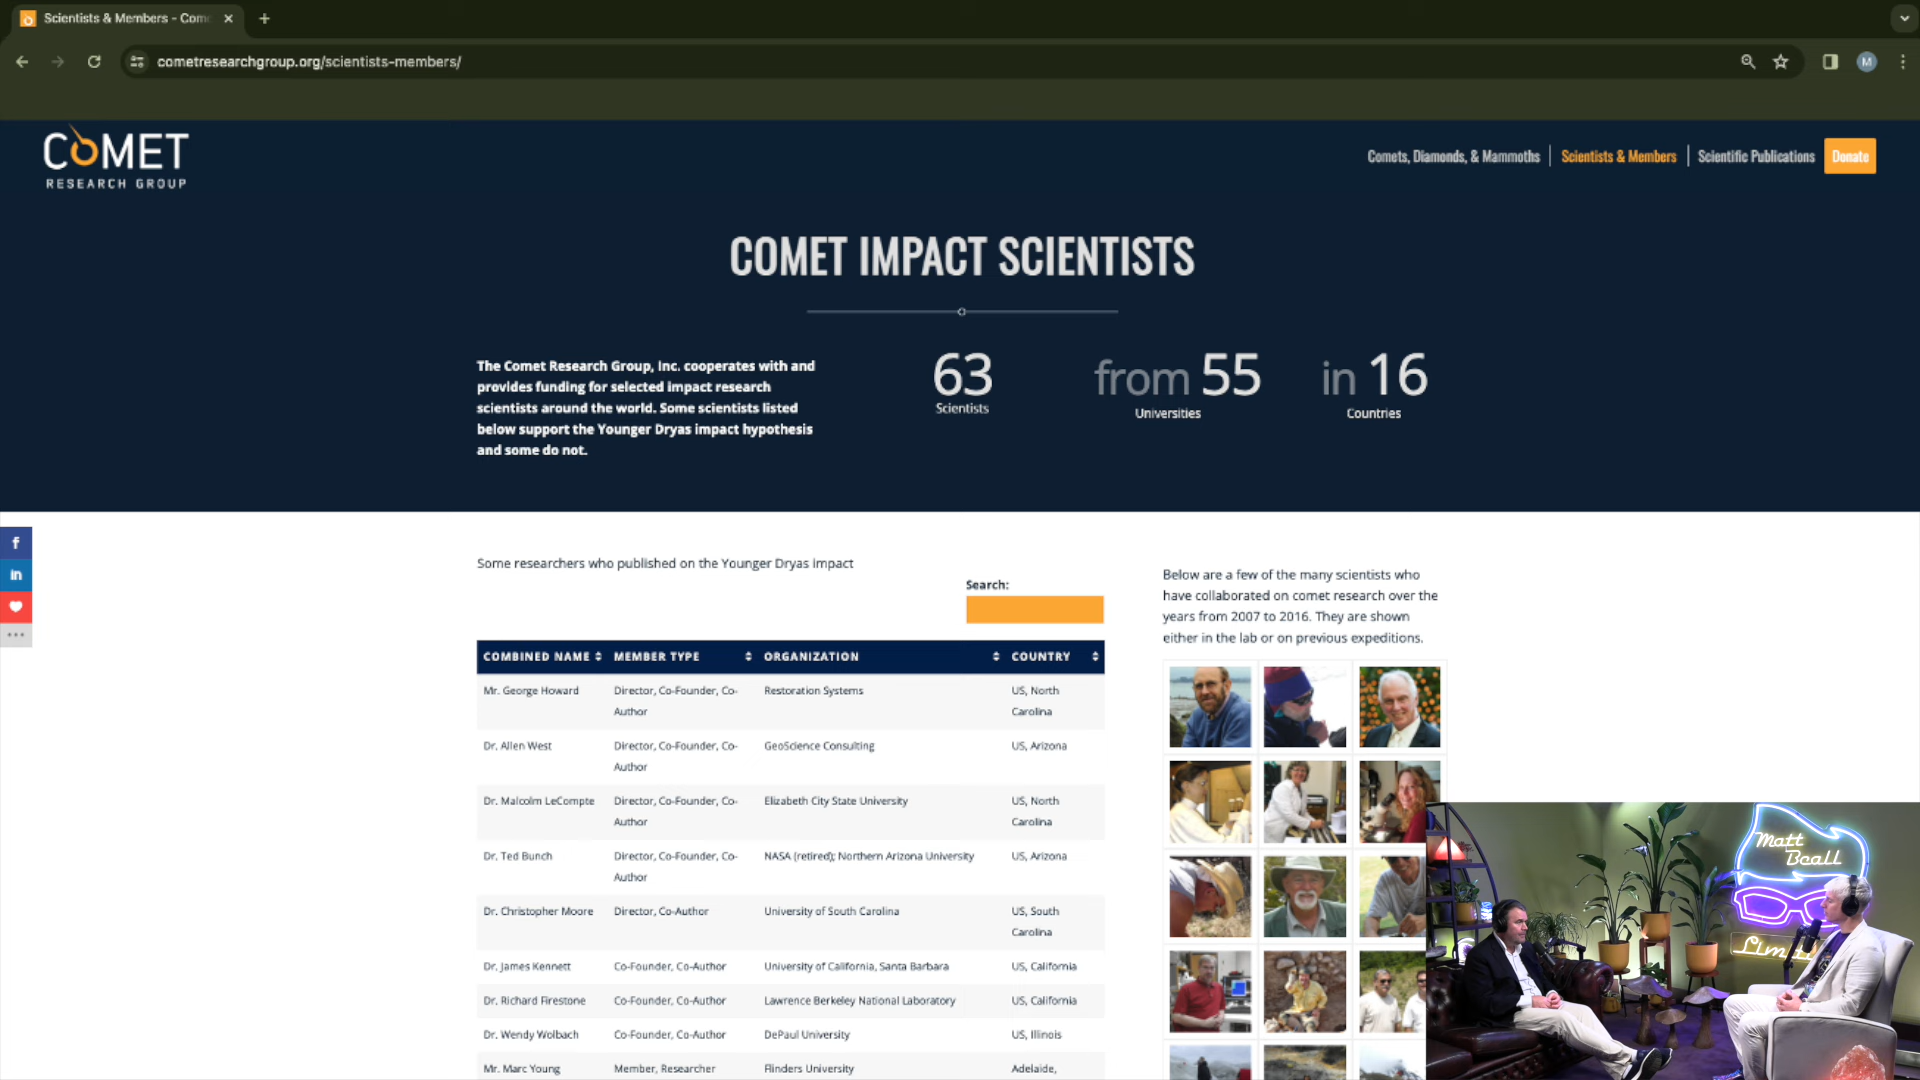 Scientists & Members - Com
cometresearchgroup.org/scientists-members/
M
COMET
RESEARCH GROUP
Comets, Diamonds, & Mammoths
Scientists & Members
Scientific Publications
Donate
COMET IMPACT SCIENTISTS
The Comet Research Group, Inc. cooperates with and
provides funding for selected impact research
scientists around the world. Some scientists listed
below support the Younger Dryas impact hypothesis
and some do not.
63
Scientists
from 55
Universities
in 16
Countries
Some researchers who published on the Younger Dryas impact
Search:
COMBINED NAME MEMBER TYPE ORGANIZATION COUNTRY
Mr. George Howard Director, Co-Founder, Co- Restoration Systems US, North
Author Carolina
Dr. Allen West Director, Co-Founder, Co- GeoScience Consulting US, Arizona
Author
Dr. Malcolm LeCompte Director, Co-Founder, Co- Elizabeth City State University US, North
Author Carolina
Dr. Ted Bunch Director, Co-Founder, Co- NASA (retired); Northern Arizona University US, Arizona
Author
Dr. Christopher Moore Director, Co-Author University of South Carolina US, South
Carolina
Dr. James Kennett Co-Founder, Co-Author University of California, Santa Barbara US, California
Dr. Richard Firestone Co-Founder, Co-Author Lawrence Berkeley National Laboratory US, California
Dr. Wendy Wolbach Co-Founder, Co-Author DePaul University US, Illinois
Mr. Marc Young Member, Researcher Flinders University Adelaide,
Below are a few of the many scientists who
have collaborated on comet research over the
years from 2007 to 2016. They are shown
either in the lab or on previous expeditions.
Matt
Beall